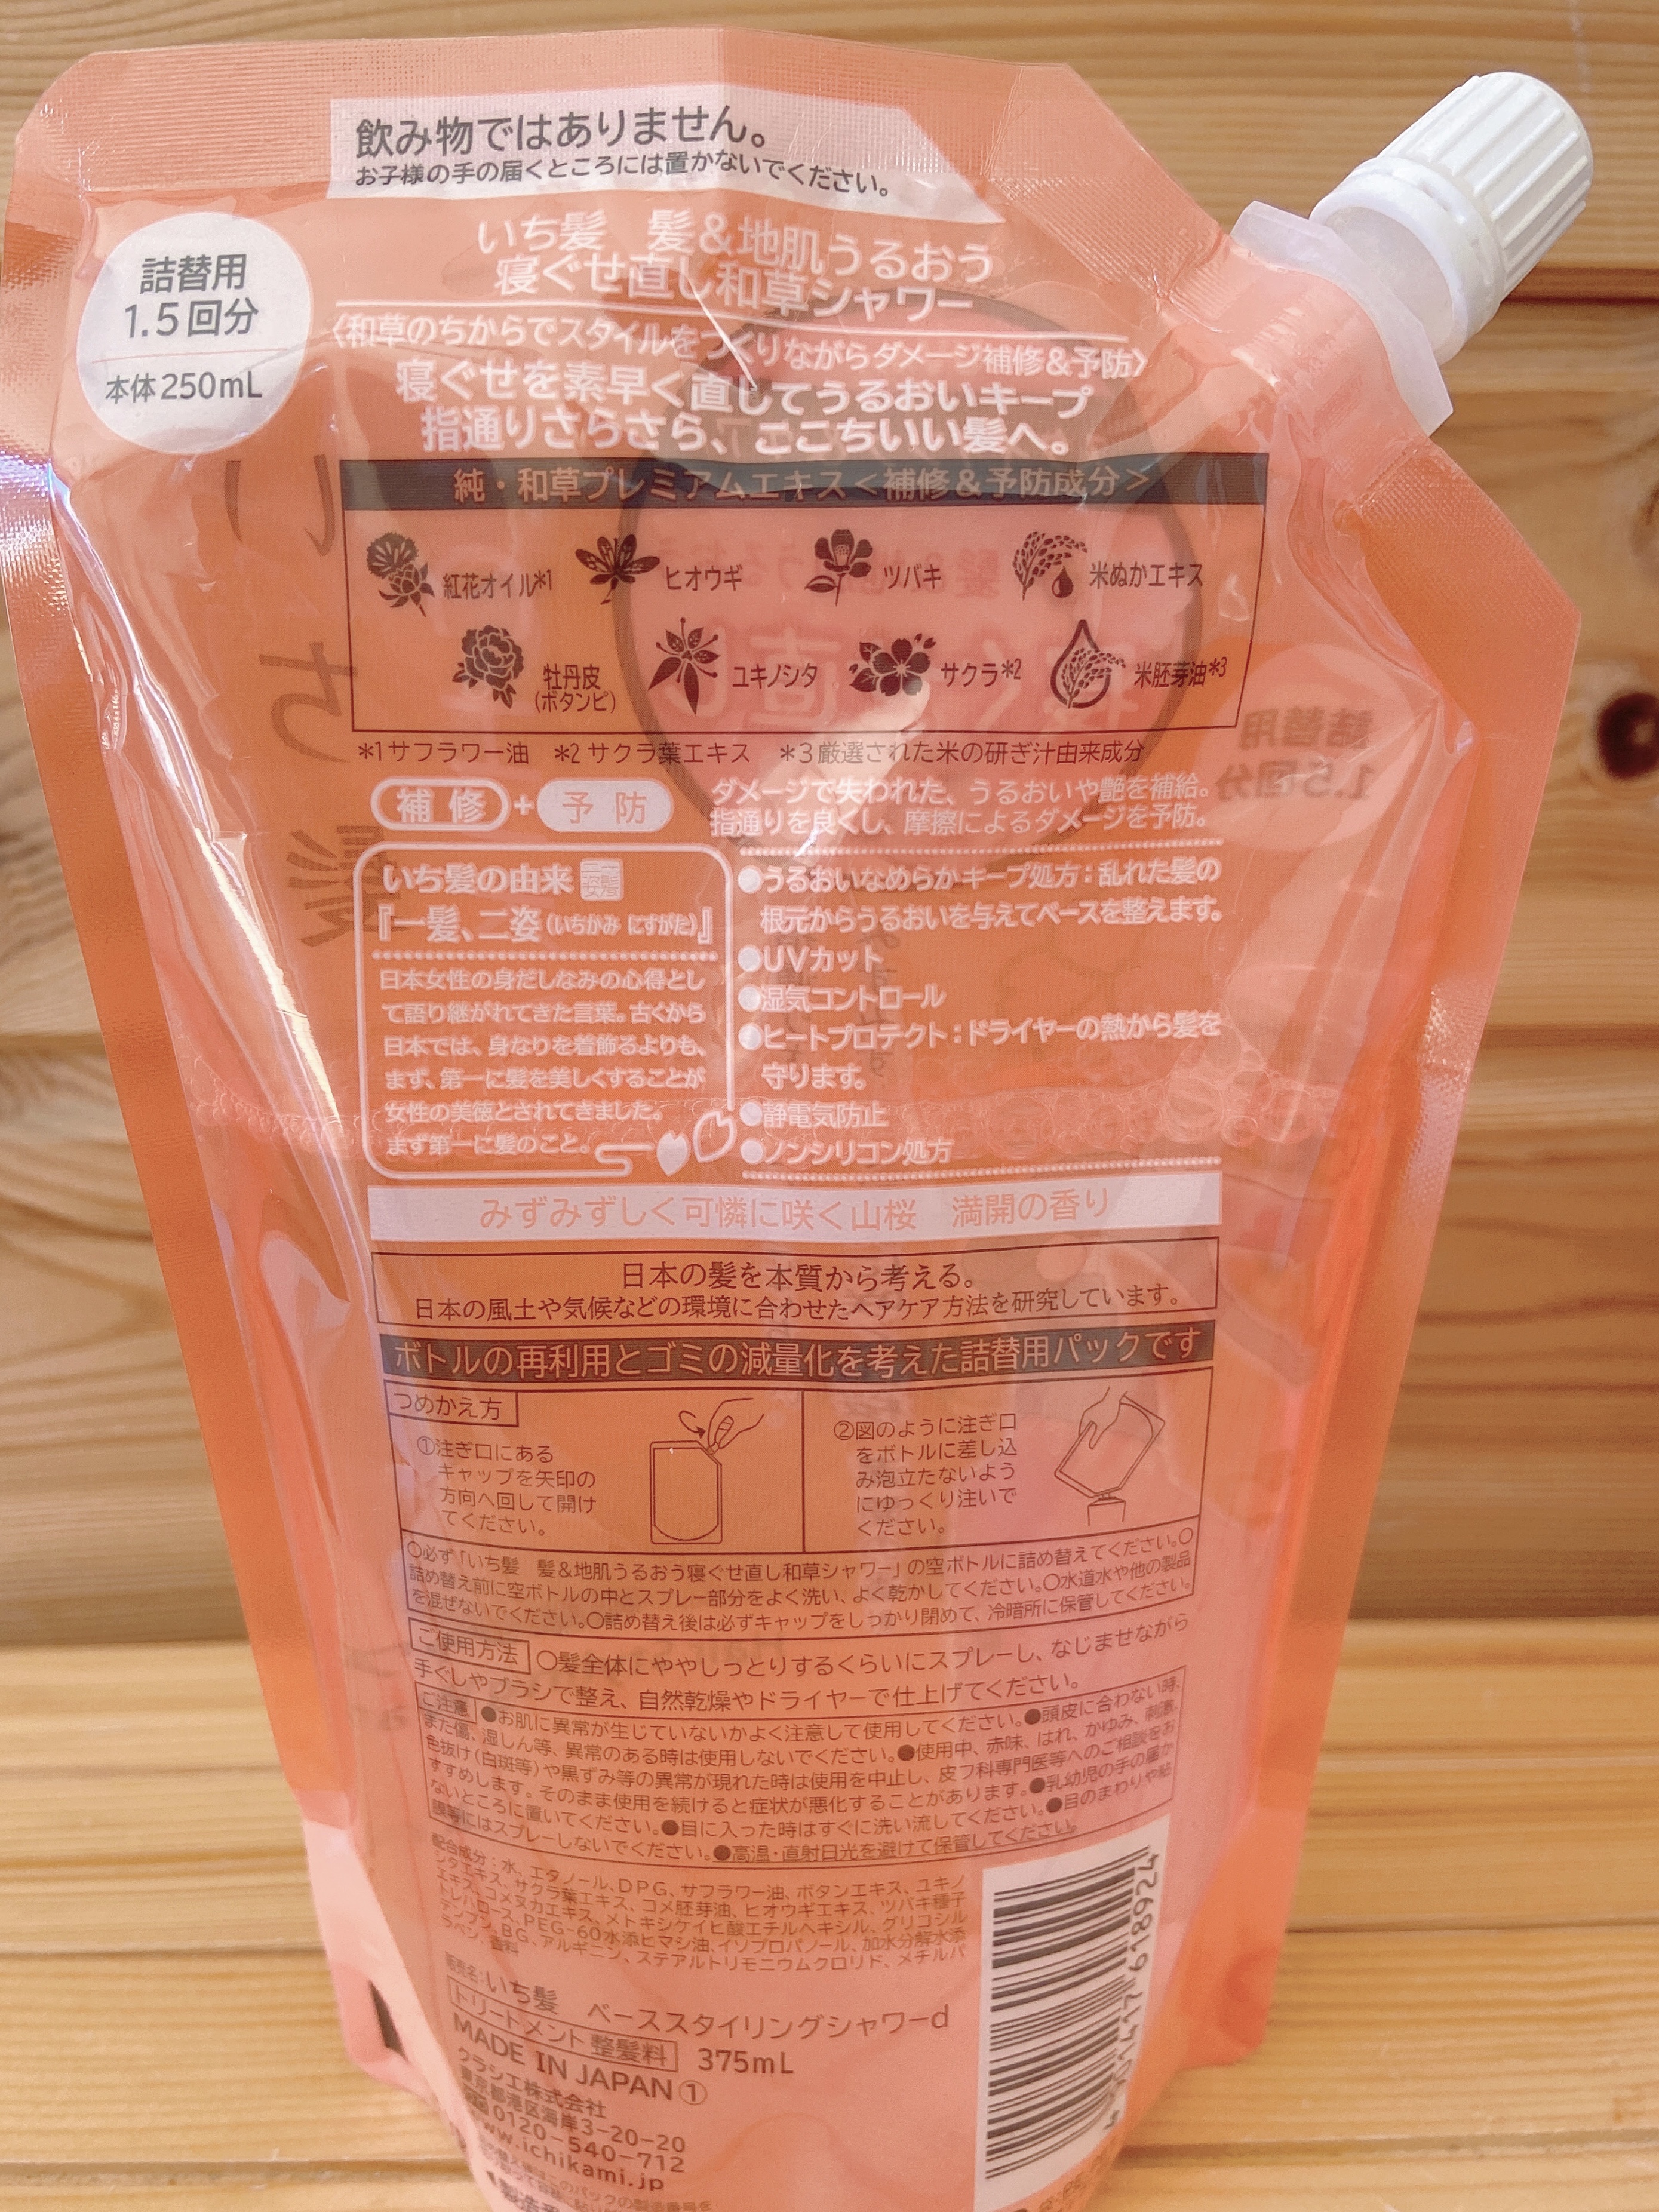 飲み物ではありません。
お子様の手の届くところには置かないでください。
詰替用
1.5回分
本体250mL
いち髪　髪&地肌うるおう
寝ぐせ直し和草シャワー
〈和草のちからでスタイルをつくりながらダメージ補修&予防〉
寝ぐせを素早く直してうるおいキープ
指通りさらさら、ここちいい髪へ。
純・和草プレミアムエキス<補修&予防成分>
紅花オイル*1
ヒオウギ
ツバキ
米ぬかエキス
牡丹皮
(ボタンピ)
ユキノシタ
サクラ*2
米胚芽油*3
*1サフラワー油　*2 サクラ葉エキス　*3厳選された米の研ぎ汁由来成分
補修+予防
ダメージで失われた、うるおいや艶を補給。
指通りを良くし、摩擦によるダメージを予防。
いち髪の由来
『一髪、二姿(いちかみ にすがた)』
日本女性の身だしなみの心得とし
て語り継がれてきた言葉。古くから
日本では、身なりを着飾るよりも、
まず、第一に髪を美しくすることが
女性の美徳とされてきました。
まず第一に髪のこと。
●うるおいなめらかキープ処方：乱れた髪の
根元からうるおいを与えてベースを整えます。
●UVカット
●湿気コントロール
●ヒートプロテクト：ドライヤーの熱から髪を
守ります。
●静電気防止
●ノンシリコン処方
みずみずしく可憐に咲く山桜　満開の香り
日本の髪を本質から考える。
日本の風土や気候などの環境に合わせたヘアケア方法を研究しています。
ボトルの再利用とゴミの減量化を考えた詰替用パックです
つめかえ方
①注ぎ口にある
キャップを矢印の
方向へ回して開け
てください。
②図のように注ぎ口
をボトルに差し込
み泡立たないよう
にゆっくり注いで
ください。
○必ず「いち髪　髪&地肌うるおう寝ぐせ直し和草シャワー」の空ボトルに詰め替えてください。○
詰め替え前に空ボトルの中とスプレー部分をよく洗い、よく乾かしてください。○水道水や他の製品
を混ぜないでください。○詰め替え後は必ずキャップをしっかり閉めて、冷暗所に保管してください。
ご使用方法 ○髪全体にややしっとりするくらいにスプレーし、なじませながら
手ぐしやブラシで整え、自然乾燥やドライヤーで仕上げてください。
ご注意 ●お肌に異常が生じていないかよく注意して使用してください。●頭皮に合わない時、
また傷、湿しん等、異常のある時は使用しないでください。●使用中、赤味、はれ、かゆみ、刺激、
色抜け(白斑等)や黒ずみ等の異常が現れた時は使用を中止し、皮フ科専門医等へのご相談をお
すすめします。そのまま使用を続けると症状が悪化することがあります。●乳幼児の手の届か
ないところに置いてください。●目に入った時はすぐに洗い流してください。●目のまわりや粘
膜等にはスプレーしないでください。●高温・直射日光を避けて保管してください。
配合成分：水、エタノール、DPG、サフラワー油、ボタンエキス、ユキノ
シタエキス、サクラ葉エキス、コメ胚芽油、ヒオウギエキス、ツバキ種子
エキス、コメヌカエキス、メトキシケイヒ酸エチルヘキシル、グリコシル
トレハロース、PEG-60水添ヒマシ油、イソプロパノール、加水分解水添
デンプン、BG、アルギニン、ステアルトリモニウムクロリド、メチルパ
ラベン、香料
販売名：いち髪　ベーススタイリングシャワーd
トリートメント 整髪料 375mL
MADE IN JAPAN①
クラシエ株式会社
東京都港区海岸3-20-20
0120-540-712
www.ichikami.jp
4 901417 618924